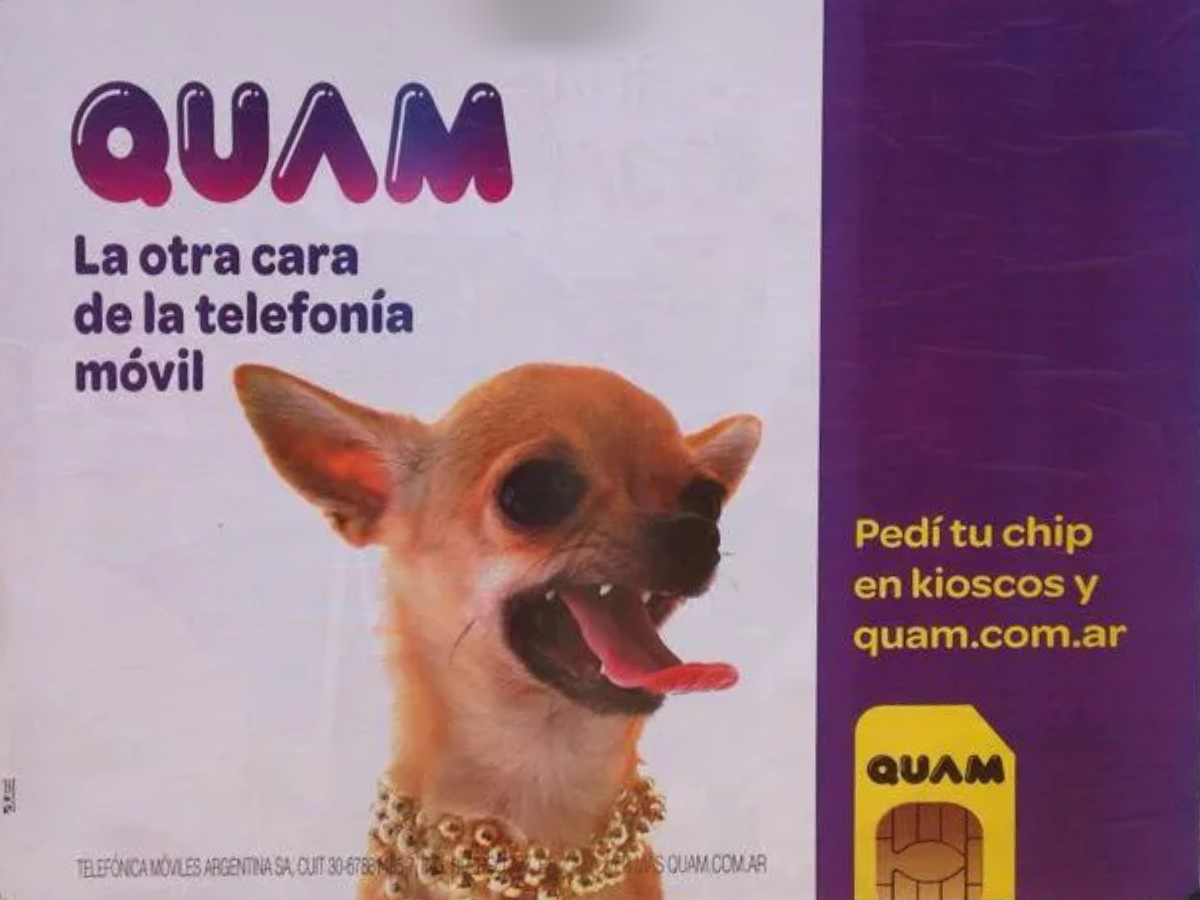 QUAM
La otra cara
de la telefonía
móvil
Pedí tu chip
en kioscos y
quam.com.ar
QUAM
TELEFÓNICA MÓVILES ARGENTINA SA, CUIT QUAM.COM.AR